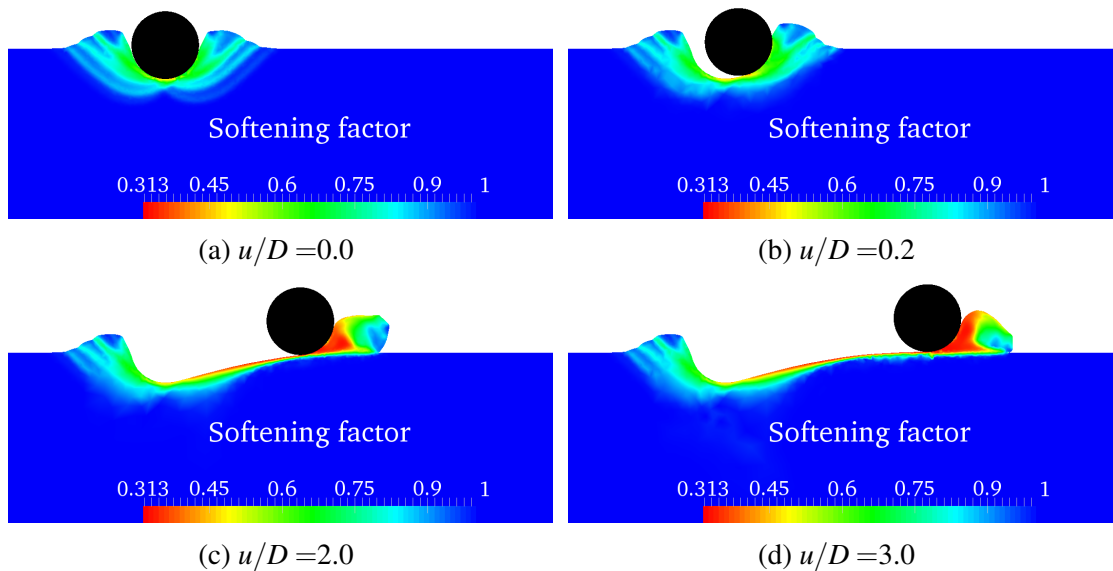 Softening factor
0.313 0.45 0.6 0.75 0.9 1
(a) u/D =0.0
Softening factor
0.313 0.45 0.6 0.75 0.9 1
(b) u/D =0.2
Softening factor
0.313 0.45 0.6 0.75 0.9 1
(c) u/D =2.0
Softening factor
0.313 0.45 0.6 0.75 0.9 1
(d) u/D =3.0